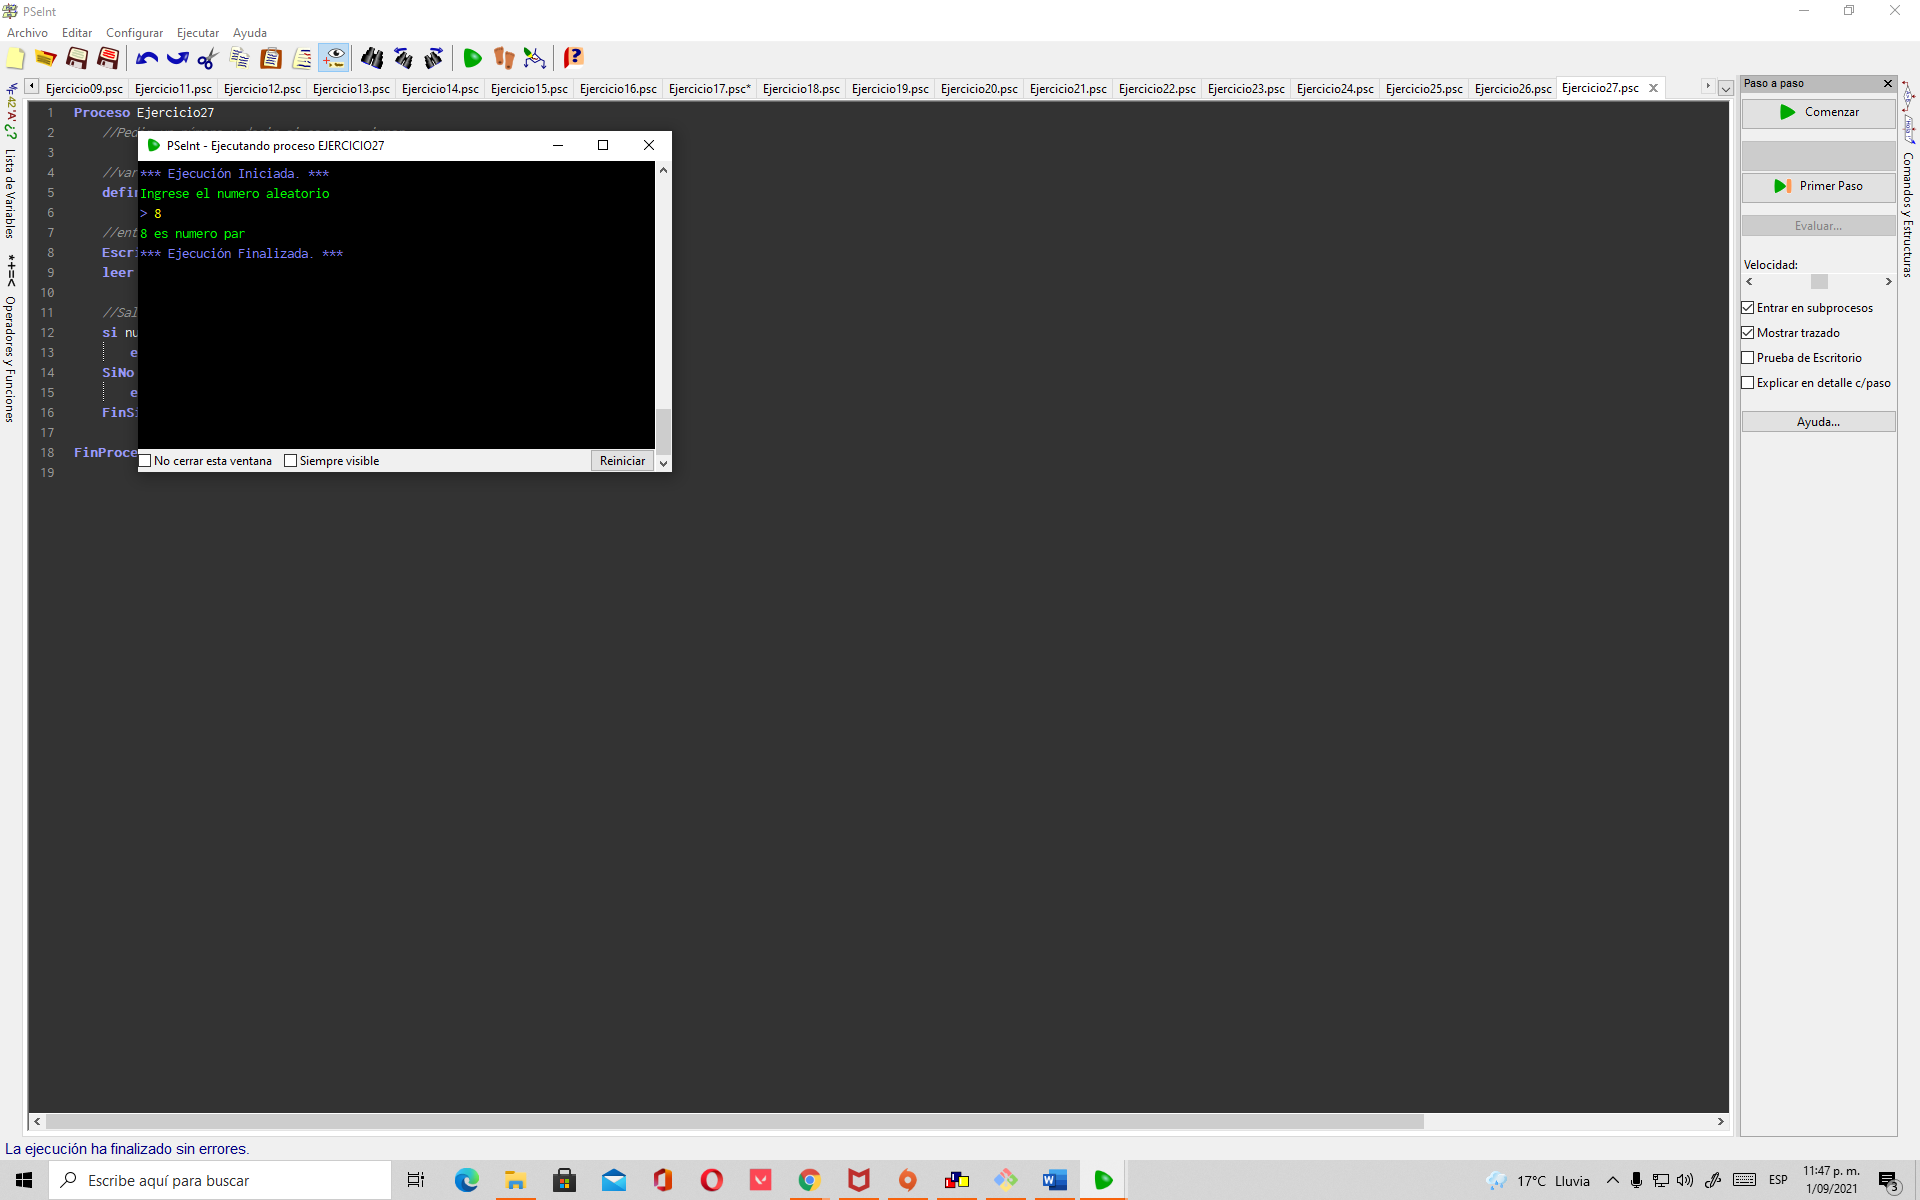 PSeInt
Archivo Editar Configurar Ejecutar Ayuda
Ejercicio09.psc Ejercicio11.psc Ejercicio12.psc Ejercicio13.psc Ejercicio14.psc Ejercicio15.psc Ejercicio16.psc Ejercicio17.psc* Ejercicio18.psc Ejercicio19.psc Ejercicio20.psc Ejercicio21.psc Ejercicio22.psc Ejercicio23.psc Ejercicio24.psc Ejercicio25.psc Ejercicio26.psc Ejercicio27.psc
Lista de Variables
*+=< Operadores y Funciones
1 Proceso Ejercicio27
2
3
4 //var
5 defin
6
7 //ent
8 Escri
9 leer
10
11 //Sal
12 si nu
13 e
14 SiNo
15 e
16 FinSi
17
18 FinProce
19
PSeInt - Ejecutando proceso EJERCICIO27
*** Ejecución Iniciada. ***
Ingrese el numero aleatorio
> 8
8 es numero par
*** Ejecución Finalizada. ***
No cerrar esta ventana Siempre visible Reiniciar
Paso a paso
Comenzar
Primer Paso
Evaluar...
Velocidad:
Entrar en subprocesos
Mostrar trazado
Prueba de Escritorio
Explicar en detalle c/paso
Ayuda...
Comandos y Estructuras
La ejecución ha finalizado sin errores.
Escribe aquí para buscar
17°C Lluvia
ESP
11:47 p. m.
1/09/2021
3